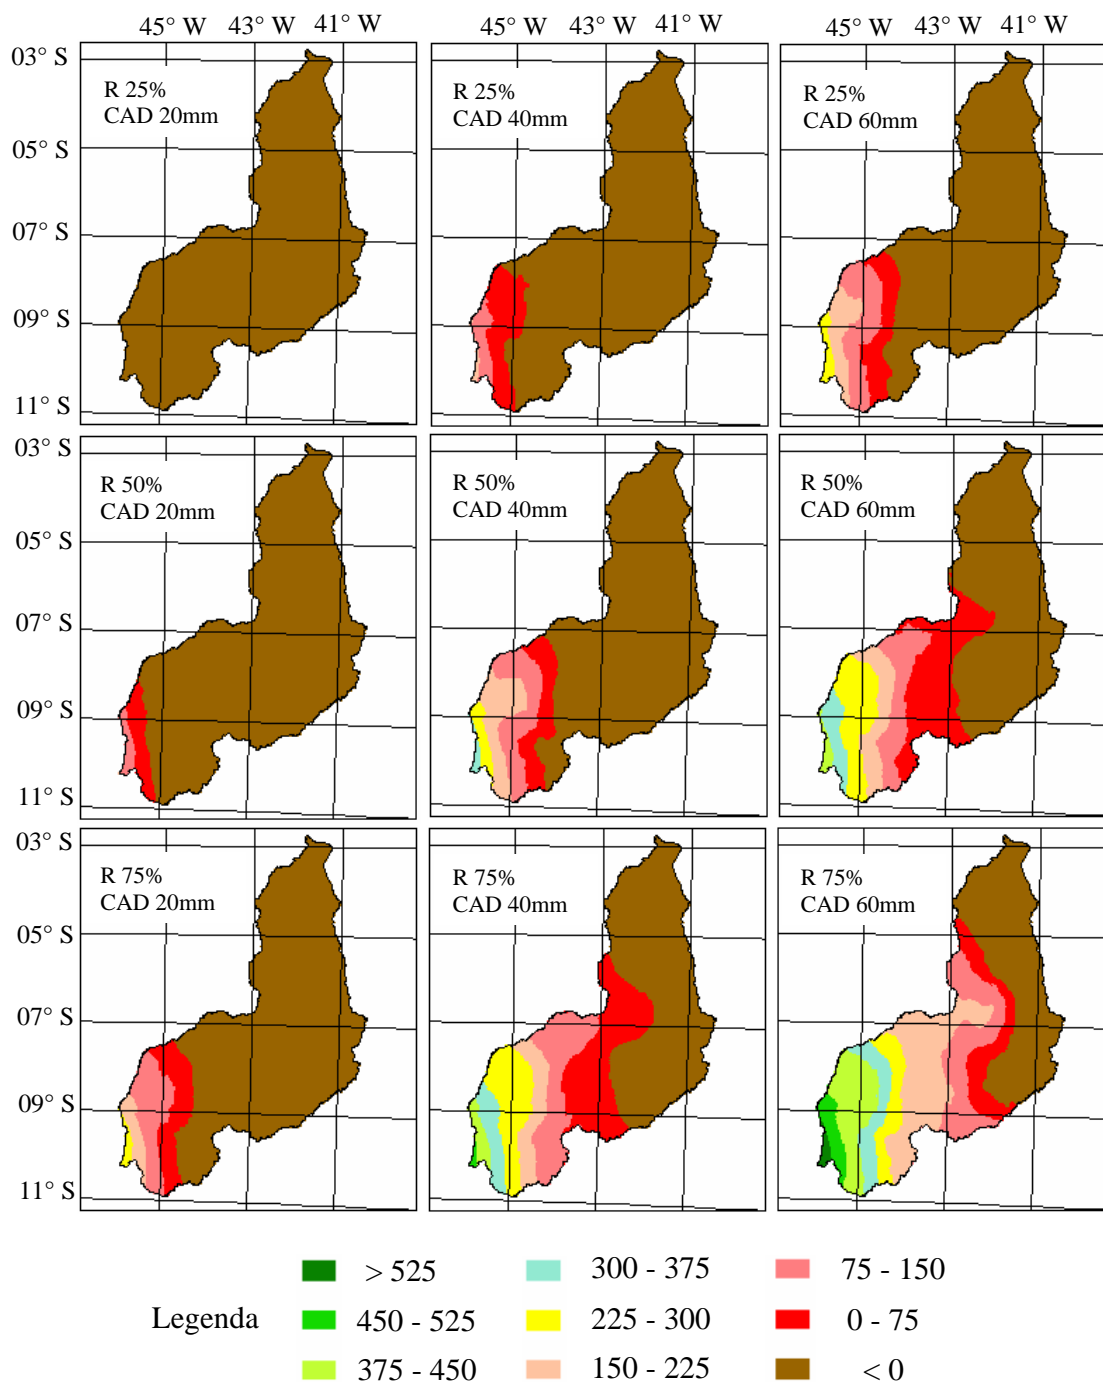 45° W 43° W 41° W
45° W 43° W 41° W
45° W 43° W 41° W
03° S
05° S
07° S
09° S
11° S
R 25%
CAD 20mm
R 25%
CAD 40mm
R 25%
CAD 60mm
03° S
05° S
07° S
09° S
11° S
R 50%
CAD 20mm
R 50%
CAD 40mm
R 50%
CAD 60mm
03° S
05° S
07° S
09° S
11° S
R 75%
CAD 20mm
R 75%
CAD 40mm
R 75%
CAD 60mm
Legenda
> 525
450 - 525
375 - 450
300 - 375
225 - 300
150 - 225
75 - 150
0 - 75
< 0